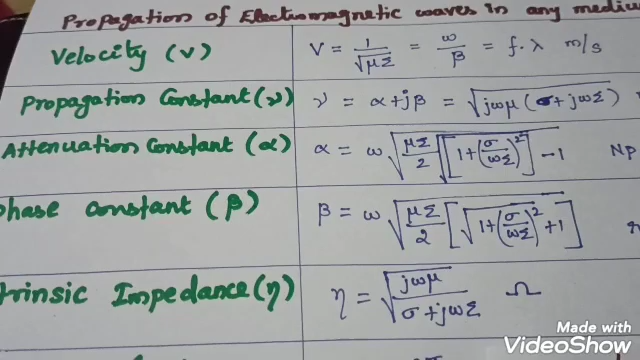 Propagation of Electromagnetic waves in any medium
Velocity (v) V = 1/√με = ω/β = f.λ m/s
Propagation Constant(ν) ν = α+jβ = √jωμ(σ+jωε)
Attenuation Constant (α) α = ω√με/2[√1+(σ/ωε)²] -1 Np
phase constant (β) β = ω√με/2[√1+(σ/ωε)²+1]
trinsic Impedance(η) η = √jωμ/σ+jωε Ω
Made with
VideoShow